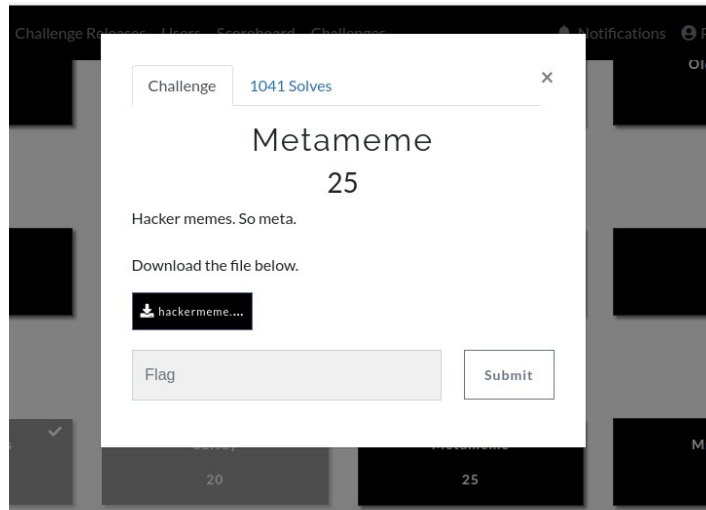 Challenge Releases Users Scoreboard Challenges Notifications
Challenge 1041 Solves ×
Metameme
25
Hacker memes. So meta.
Download the file below.
hackermeme....
Flag
Submit
20
Metameme
25
M